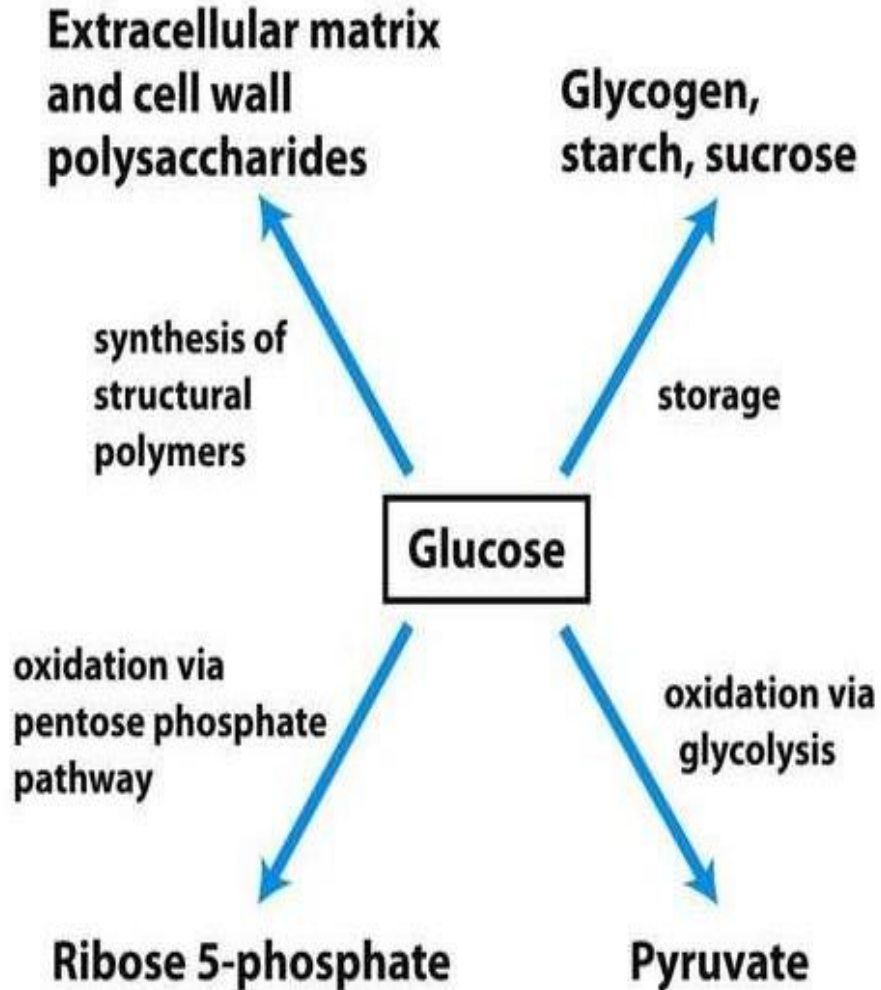 Extracellular matrix
and cell wall
polysaccharides
Glycogen,
starch, sucrose
synthesis of
structural
polymers
storage
Glucose
oxidation via
pentose phosphate
pathway
oxidation via
glycolysis
Ribose 5-phosphate
Pyruvate